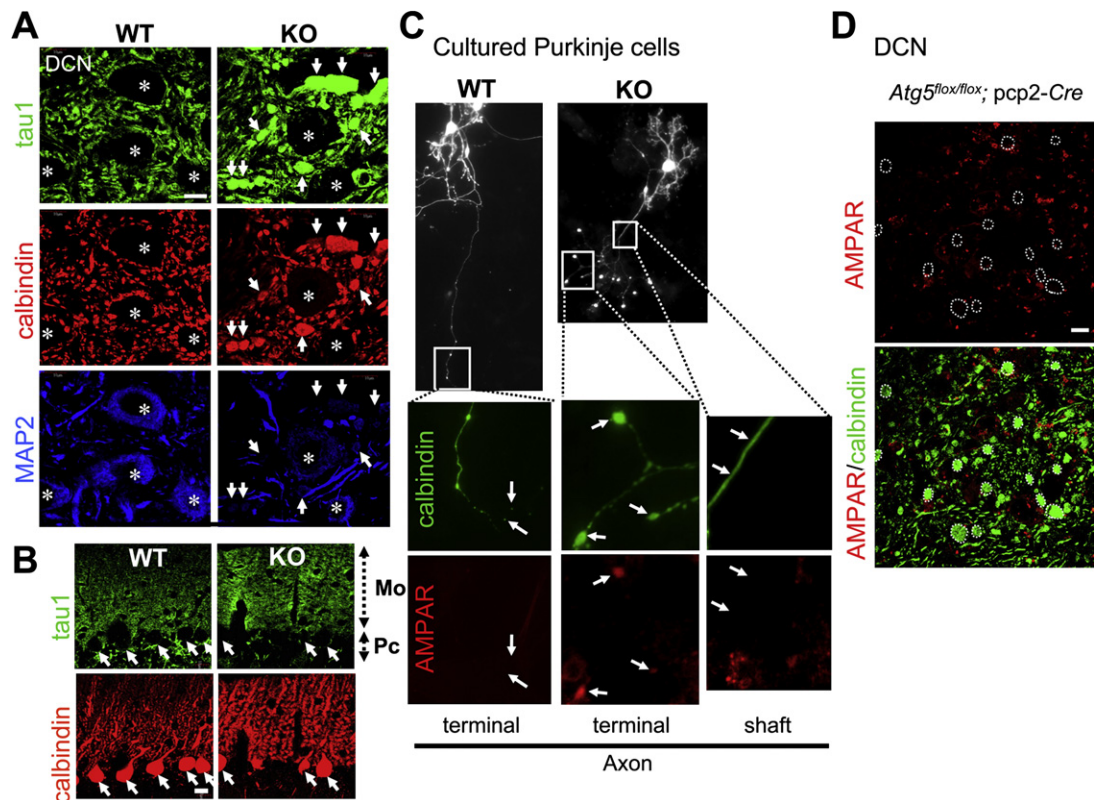 A
WT
KO
DCN
tau1
* * * * * * * *
calbindin
* * * * * * * *
MAP2
* * * * * * * *
B
WT
KO
tau1
Mo
Pc
calbindin
C
Cultured Purkinje cells
WT
KO
calbindin
AMPAR
terminal
terminal
shaft
Axon
D
DCN
Atg5flox/flox; pcp2-Cre
AMPAR
AMPAR/calbindin